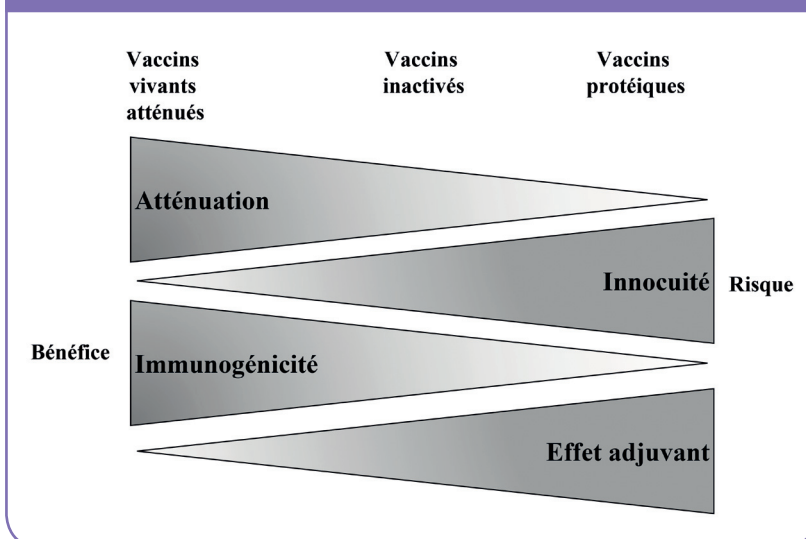 Vaccins
vivants
atténués
Vaccins
inactivés
Vaccins
protéiques
Atténuation
Innocuité
Risque
Bénéfice
Immunogénicité
Effet adjuvant